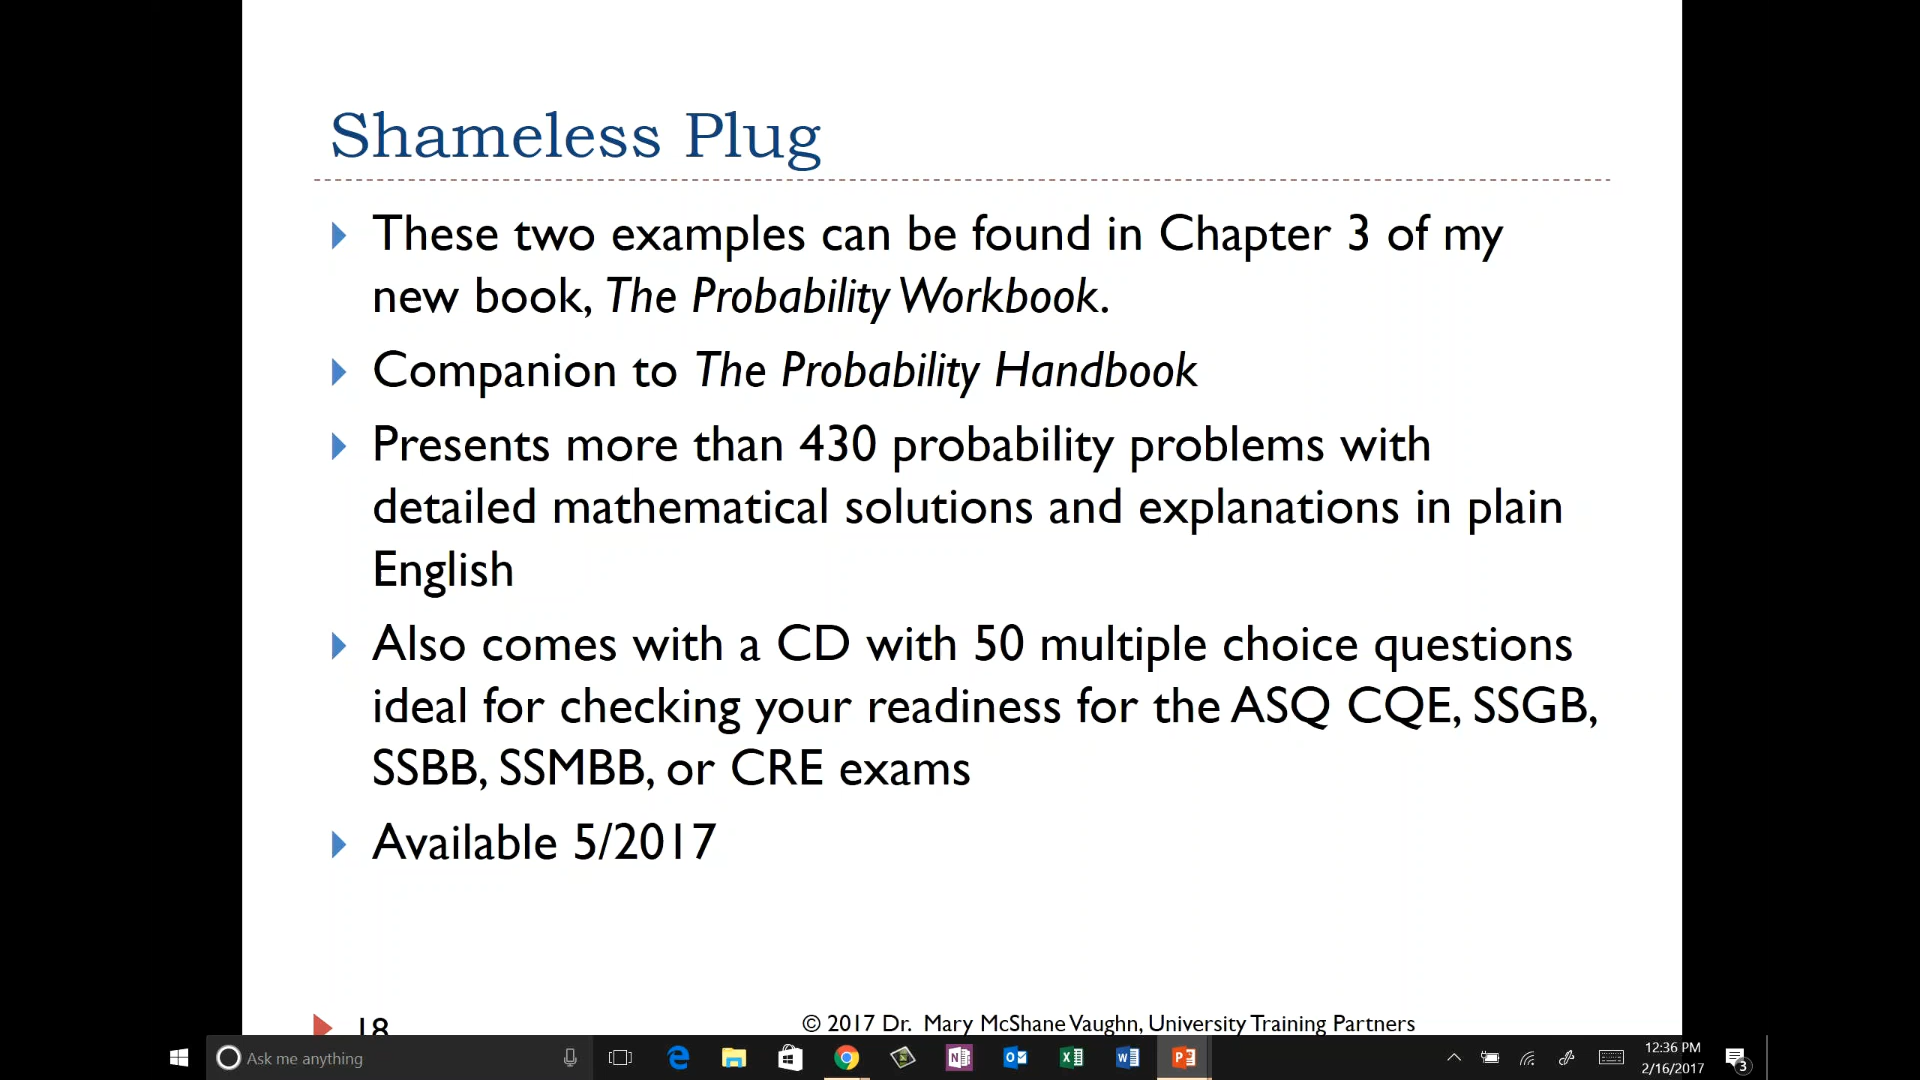 Shameless Plug
These two examples can be found in Chapter 3 of my
new book, The Probability Workbook.
Companion to The Probability Handbook
Presents more than 430 probability problems with
detailed mathematical solutions and explanations in plain
English
Also comes with a CD with 50 multiple choice questions
ideal for checking your readiness for the ASQ CQE, SSGB,
SSBB, SSMBB, or CRE exams
Available 5/2017
18
© 2017 Dr. Mary McShane Vaughn, University Training Partners
Ask me anything
12:36 PM
2/16/2017
3